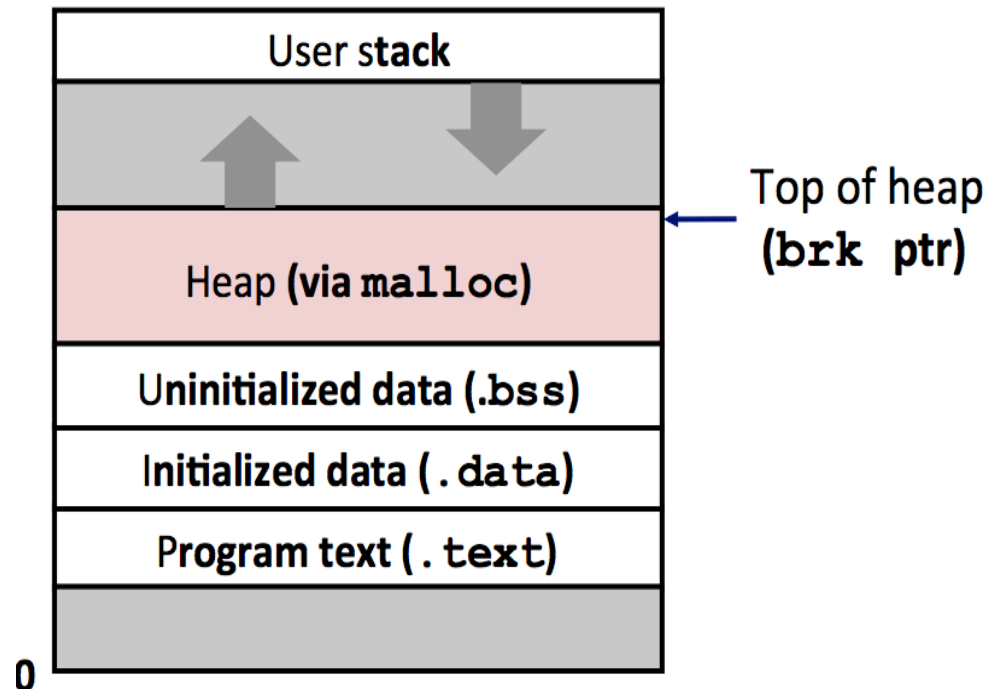 User stack
Top of heap
(brk ptr)
Heap (via malloc)
Uninitialized data (.bss)
Initialized data (.data)
Program text (.text)
0